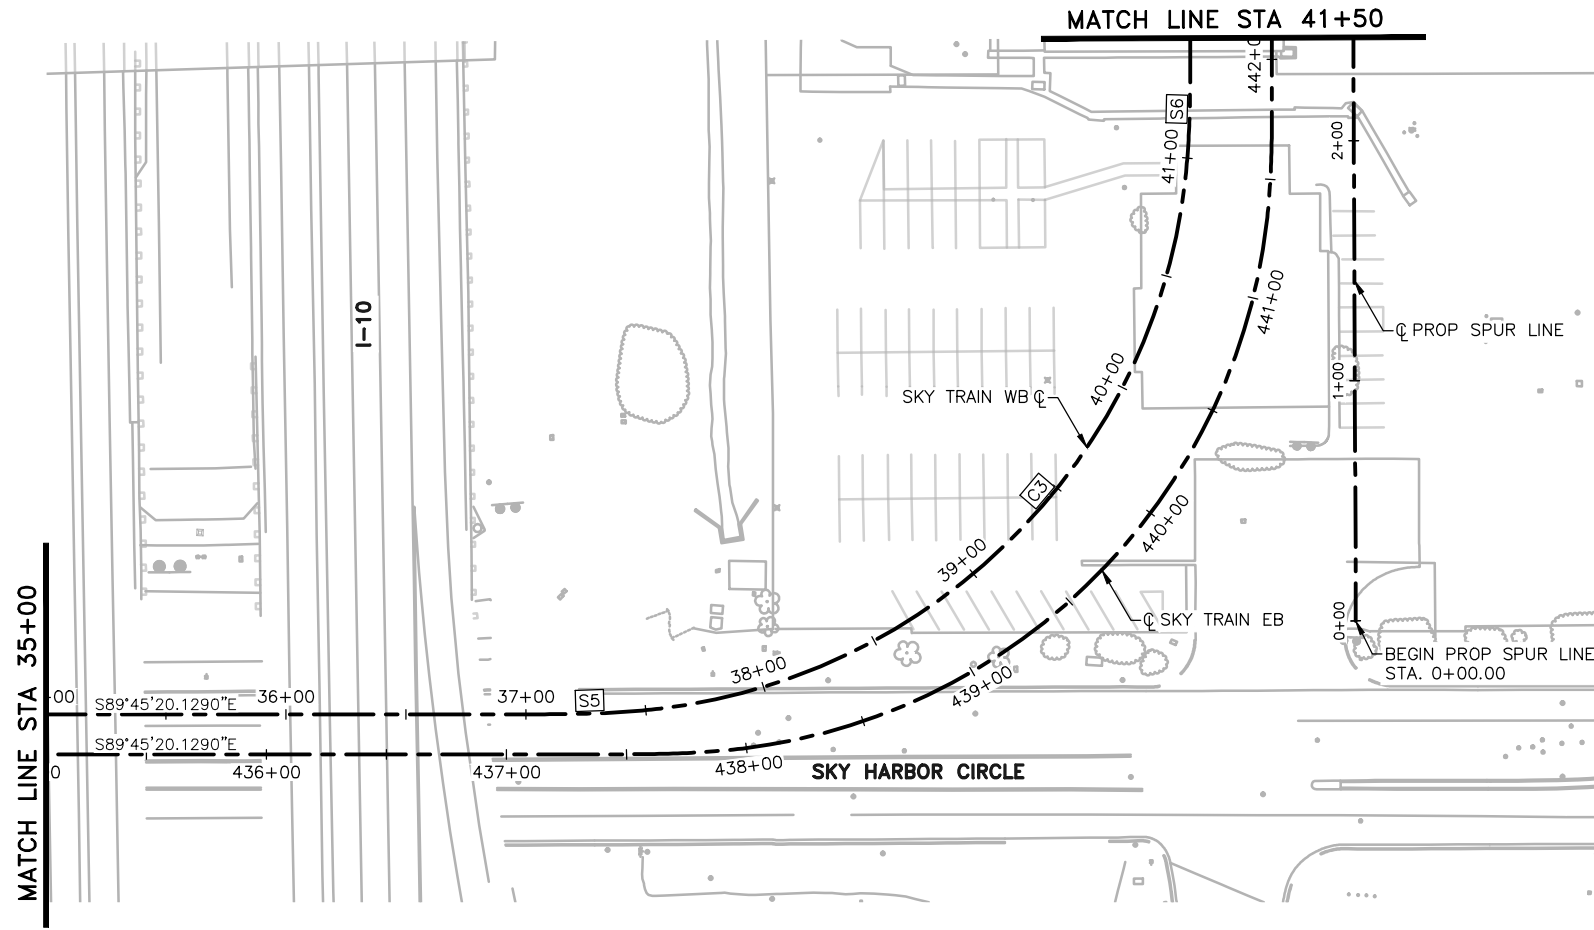 MATCH LINE STA 41+50
442+0
S6
41+00
2+00
441+00
I-10
℄ PROP SPUR LINE
40+00
1+00
SKY TRAIN WB ℄
C3
440+00
39+00
0+00
℄ SKY TRAIN EB
BEGIN PROP SPUR LINE
STA. 0+00.00
MATCH LINE STA 35+00
38+00
439+00
+00
S89°45'20.1290"E
36+00
37+00
S5
S89°45'20.1290"E
0
436+00
437+00
438+00
SKY HARBOR CIRCLE